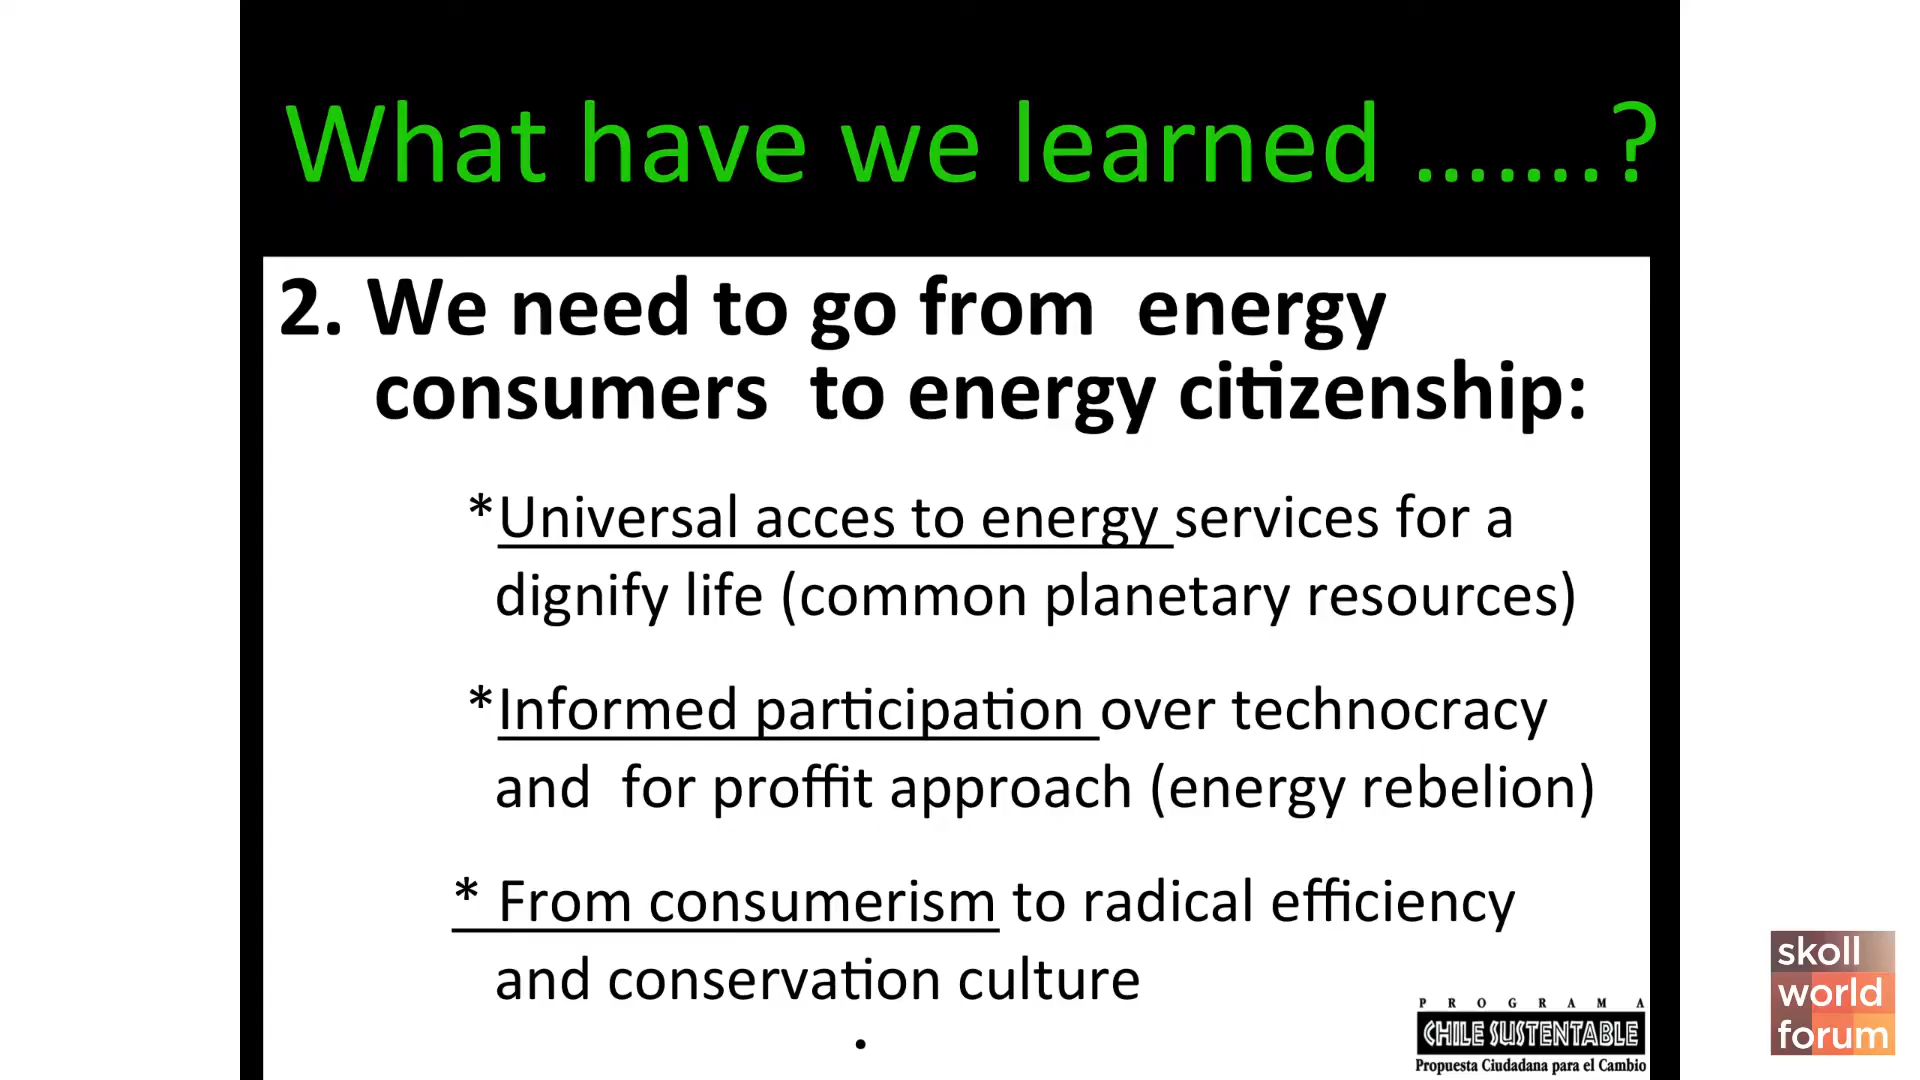 What have we learned .......?
2. We need to go from energy
consumers to energy citizenship:
*Universal acces to energy services for a
dignify life (common planetary resources)
*Informed participation over technocracy
and for proffit approach (energy rebelion)
* From consumerism to radical efficiency
and conservation culture
.
PROGRAMA
CHILE SUSTENTABLE
Propuesta Ciudadana para el Cambio
skoll
world
forum